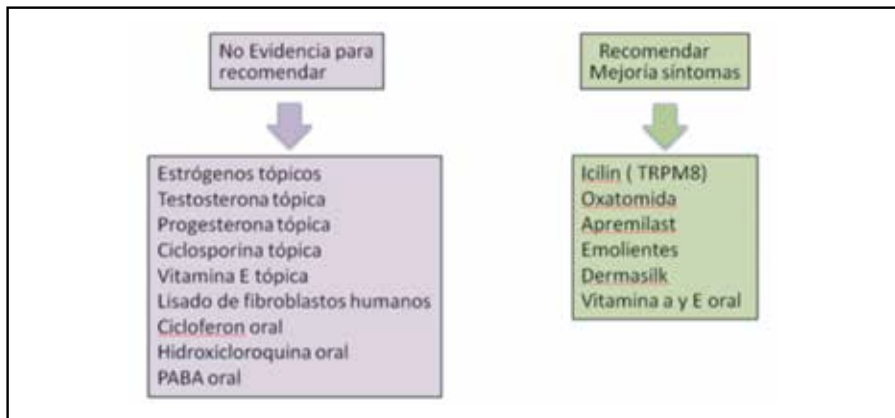 No Evidencia para
recomendar
Estrógenos tópicos
Testosterona tópica
Progesterona tópica
Ciclosporina tópica
Vitamina E tópica
Lisado de fibroblastos humanos
Cicloferon oral
Hidroxicloroquina oral
PABA oral
Recomendar
Mejoría síntomas
Icilin ( TRPM8)
Oxatomida
Apremilast
Emolientes
Dermasilk
Vitamina a y E oral